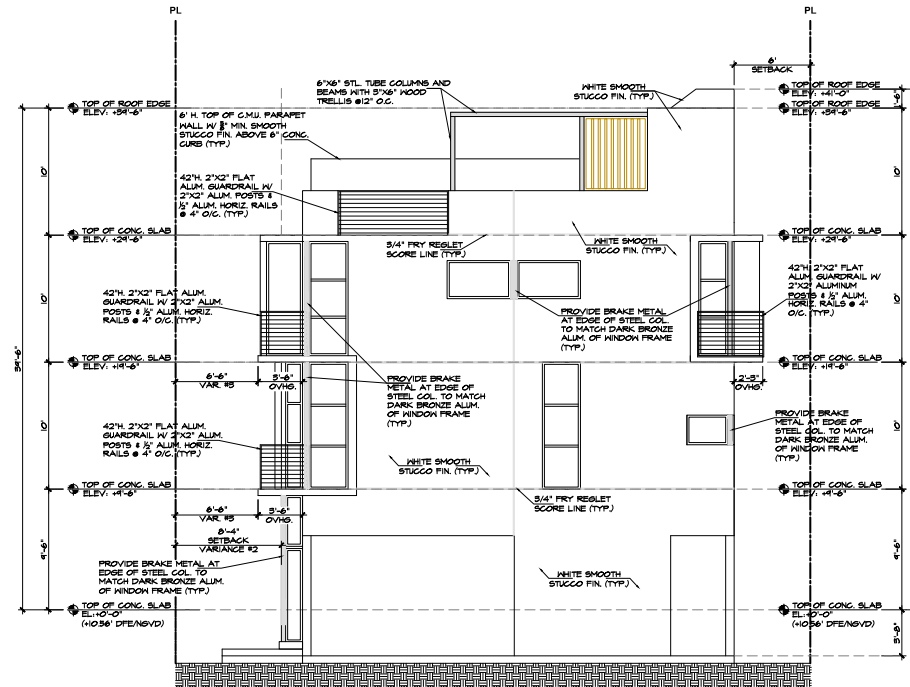 PL
PL
6'
SETBACK
TOP OF ROOF EDGE
ELEV: +41'-0"
TOP OF ROOF EDGE
ELEV: +39'-6"
TOP OF ROOF EDGE
ELEV: +39'-6"
6"X6" STL. TUBE COLUMNS AND
BEAMS WITH 3"X6" WOOD
TRELLIS @12" O.C.
WHITE SMOOTH
STUCCO FIN. (TYP.)
6' H. TOP OF C.M.U. PARAPET
WALL W/ MIN. SMOOTH
STUCCO FIN. ABOVE 6" CONC.
CURB (TYP.)
10'
10'
42"H. 2"X2" FLAT
ALUM. GUARDRAIL W/
2"X2" ALUM. POSTS &
½" ALUM. HORIZ. RAILS
@ 4" O/C. (TYP.)
TOP OF CONC. SLAB
ELEV: +29'-6"
3/4" FRY REGLET
SCORE LINE (TYP.)
WHITE SMOOTH
STUCCO FIN. (TYP.)
TOP OF CONC. SLAB
ELEV: +29'-6"
42"H. 2"X2" FLAT
ALUM. GUARDRAIL W/
2"X2" ALUMINUM
POSTS & ½" ALUM.
HORIZ. RAILS @ 4"
O/C. (TYP.)
42"H. 2"X2" FLAT ALUM.
GUARDRAIL W/ 2"X2" ALUM.
POSTS & ½" ALUM. HORIZ.
RAILS @ 4" O/C. (TYP.)
10'
10'
PROVIDE BRAKE METAL
AT EDGE OF STEEL COL.
TO MATCH DARK BRONZE
ALUM. OF WINDOW FRAME
(TYP.)
39'-6"
TOP OF CONC. SLAB
ELEV: +19'-6"
TOP OF CONC. SLAB
ELEV: +19'-6"
6'-6"
VAR. #3
3'-6"
OVHG.
2'-3"
OVHG.
PROVIDE BRAKE
METAL AT EDGE OF
STEEL COL. TO MATCH
DARK BRONZE ALUM.
OF WINDOW FRAME
(TYP.)
PROVIDE BRAKE
METAL AT EDGE OF
STEEL COL. TO MATCH
DARK BRONZE ALUM.
OF WINDOW FRAME
(TYP.)
10'
10'
42"H. 2"X2" FLAT ALUM.
GUARDRAIL W/ 2"X2" ALUM.
POSTS & ½" ALUM. HORIZ.
RAILS @ 4" O/C. (TYP.)
WHITE SMOOTH
STUCCO FIN. (TYP.)
TOP OF CONC. SLAB
ELEV: +9'-6"
TOP OF CONC. SLAB
ELEV: +9'-6"
3/4" FRY REGLET
SCORE LINE (TYP.)
6'-6"
VAR. #3
3'-6"
OVHG.
8'-4"
SETBACK
VARIANCE #2
9'-6"
9'-6"
PROVIDE BRAKE METAL AT
EDGE OF STEEL COL. TO
MATCH DARK BRONZE ALUM.
OF WINDOW FRAME (TYP.)
WHITE SMOOTH
STUCCO FIN. (TYP.)
TOP OF CONC. SLAB
EL:+0'-0"
(+10.56' DFE/NGVD)
TOP OF CONC. SLAB
EL:+0'-0"
(+10.56' DFE/NGVD)
3'-8"